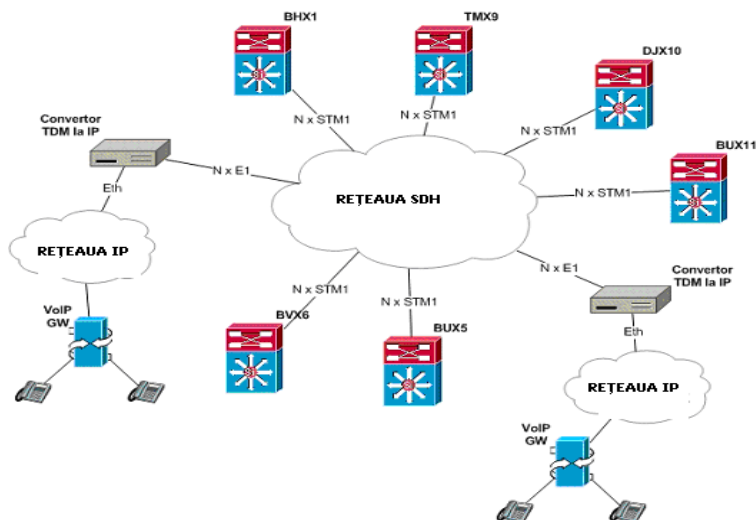 BHX1
TMX9
DJX10
BUX11
Convertor
TDM la IP
N x STM1
N x STM1
N x STM1
N x STM1
N x E1
Eth
REȚEAUA SDH
REȚEAUA IP
VoIP
GW
N x STM1
BVX6
N x STM1
BUX5
N x E1
Convertor
TDM la IP
Eth
REȚEAUA IP
VoIP
GW